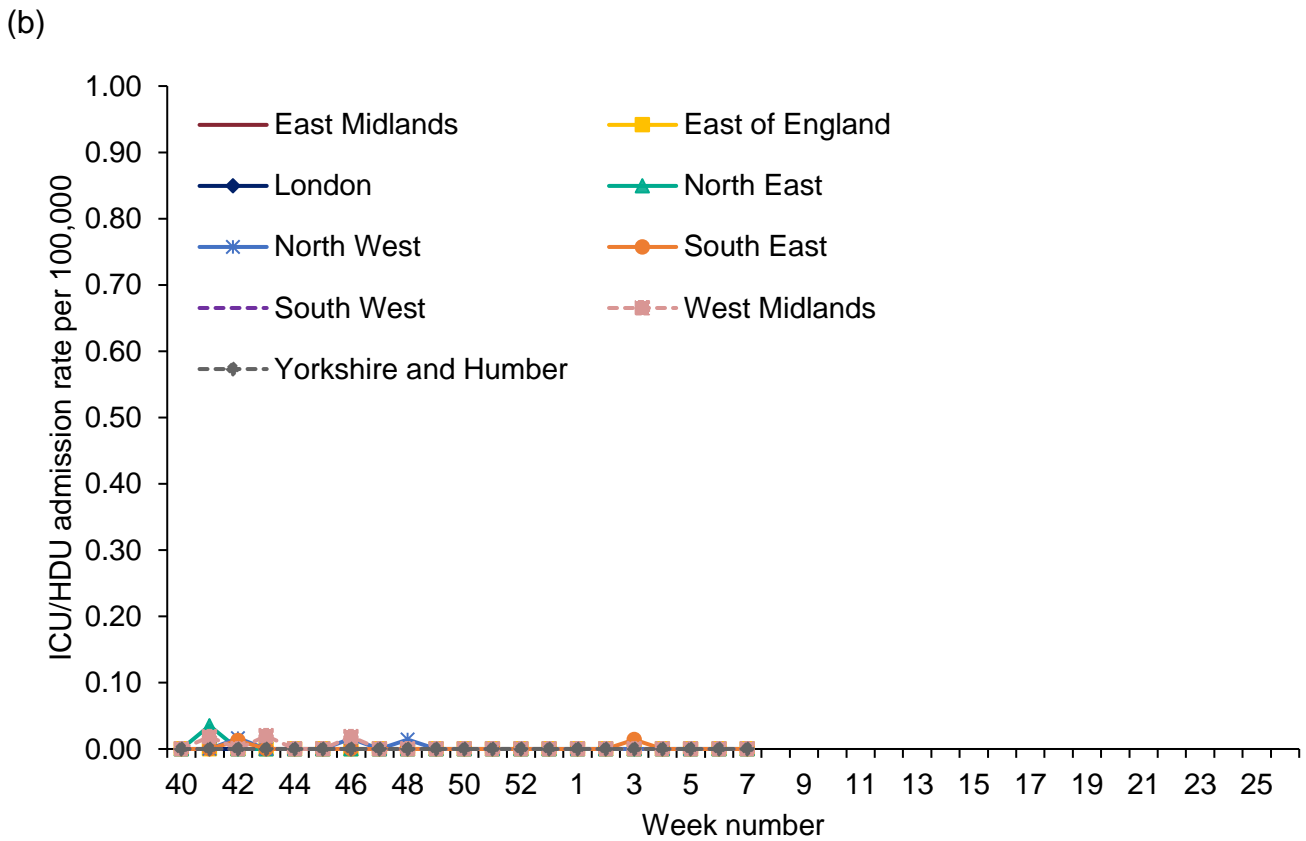 (b)
1.00
0.90
0.80
0.70
0.60
0.50
0.40
0.30
0.20
0.10
0.00
ICU/HDU admission rate per 100,000
East Midlands
East of England
London
North East
North West
South East
South West
West Midlands
Yorkshire and Humber
40 42 44 46 48 50 52 1 3 5 7 9 11 13 15 17 19 21 23 25
Week number